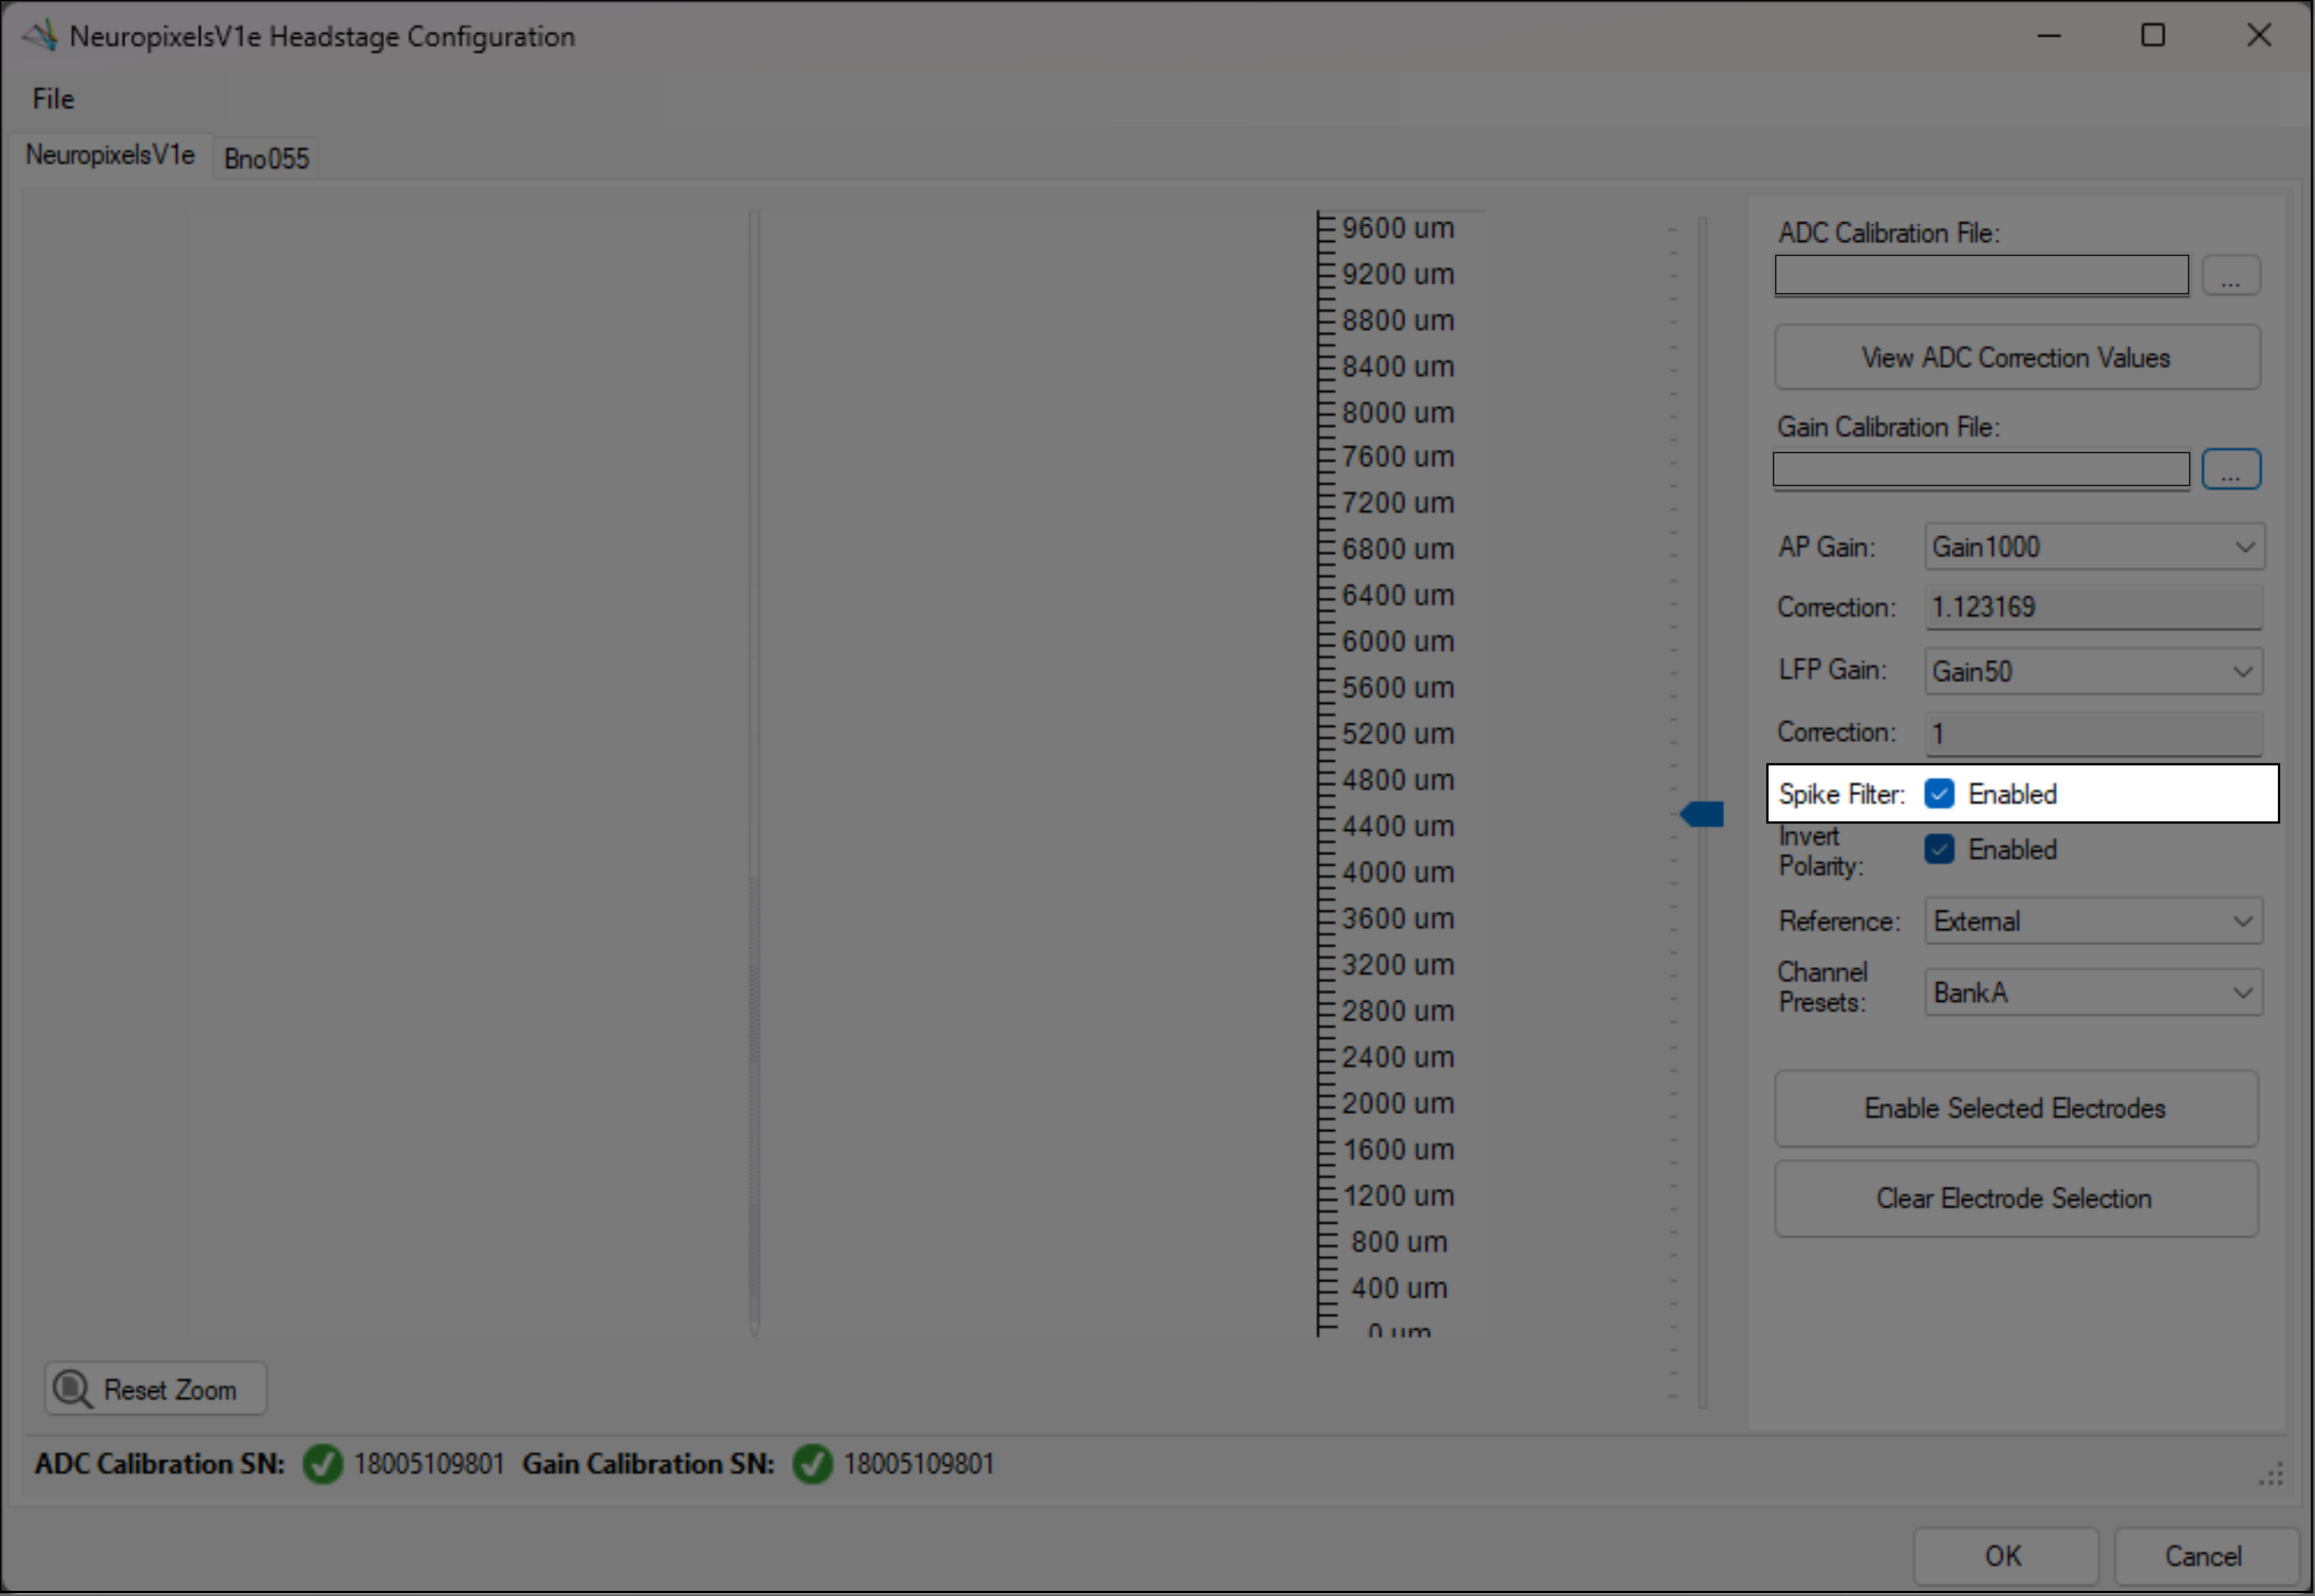 NeuropixelsV1e Headstage Configuration
File
NeuropixelsV1e
Bno055
9600 um
9200 um
8800 um
8400 um
8000 um
7600 um
7200 um
6800 um
6400 um
6000 um
5600 um
5200 um
4800 um
4400 um
4000 um
3600 um
3200 um
2800 um
2400 um
2000 um
1600 um
1200 um
800 um
400 um
0 um
ADC Calibration File:
...
View ADC Correction Values
Gain Calibration File:
...
AP Gain: Gain1000
Correction: 1.123169
LFP Gain: Gain50
Correction: 1
Spike Filter: Enabled
Invert
Polarity: Enabled
Reference: External
Channel
Presets: BankA
Enable Selected Electrodes
Clear Electrode Selection
Reset Zoom
ADC Calibration SN: 18005109801 Gain Calibration SN: 18005109801
OK
Cancel